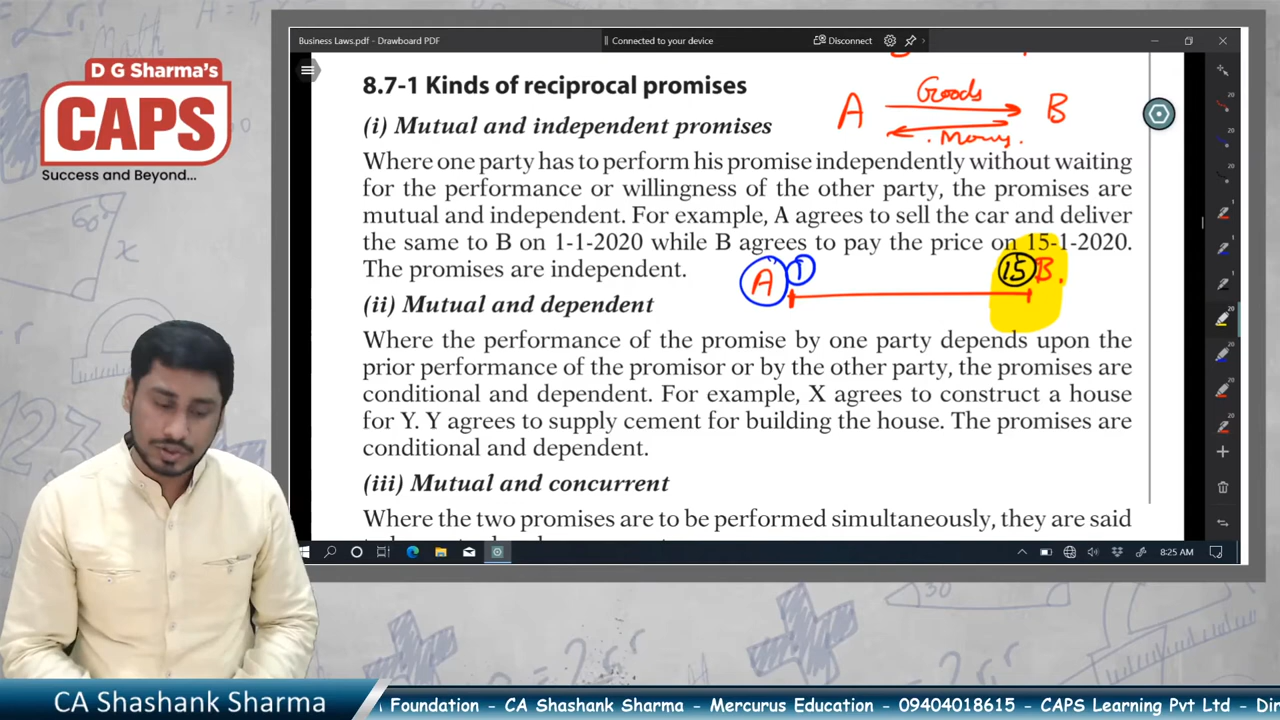 D G Sharma's
CAPS
Success and Beyond...
Business Laws.pdf - Drawboard PDF
Connected to your device
Disconnect
8.7-1 Kinds of reciprocal promises
A Goods B
Money.
(i) Mutual and independent promises
Where one party has to perform his promise independently without waiting
for the performance or willingness of the other party, the promises are
mutual and independent. For example, A agrees to sell the car and deliver
the same to B on 1-1-2020 while B agrees to pay the price on 15-1-2020.
The promises are independent.
A 1 15 B.
(ii) Mutual and dependent
Where the performance of the promise by one party depends upon the
prior performance of the promisor or by the other party, the promises are
conditional and dependent. For example, X agrees to construct a house
for Y. Y agrees to supply cement for building the house. The promises are
conditional and dependent.
(iii) Mutual and concurrent
Where the two promises are to be performed simultaneously, they are said
8:25 AM
CA Shashank Sharma
Foundation - CA Shashank Sharma - Mercurus Education - 09404018615 - CAPS Learning Pvt Ltd - Di